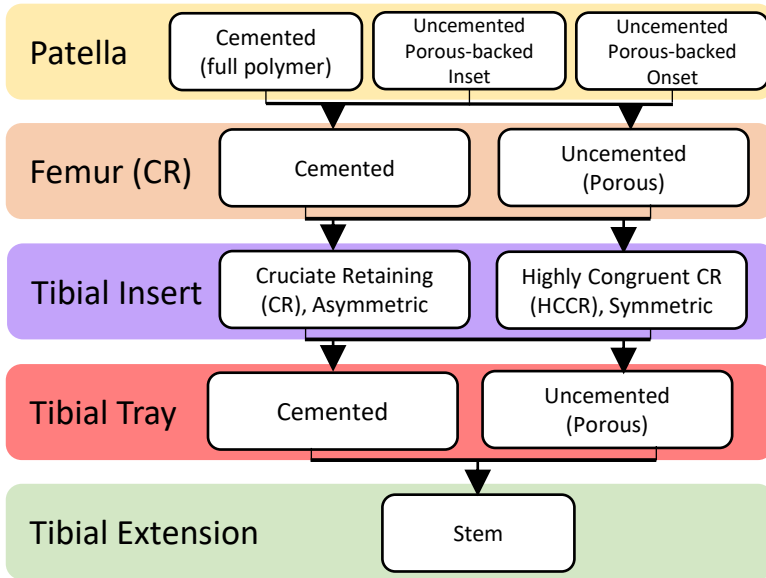 Patella
Cemented
(full polymer)
Uncemented
Porous-backed
Inset
Uncemented
Porous-backed
Onset
Femur (CR)
Cemented
Uncemented
(Porous)
Tibial Insert
Cruciate Retaining
(CR), Asymmetric
Highly Congruent CR
(HCCR), Symmetric
Tibial Tray
Cemented
Uncemented
(Porous)
Tibial Extension
Stem